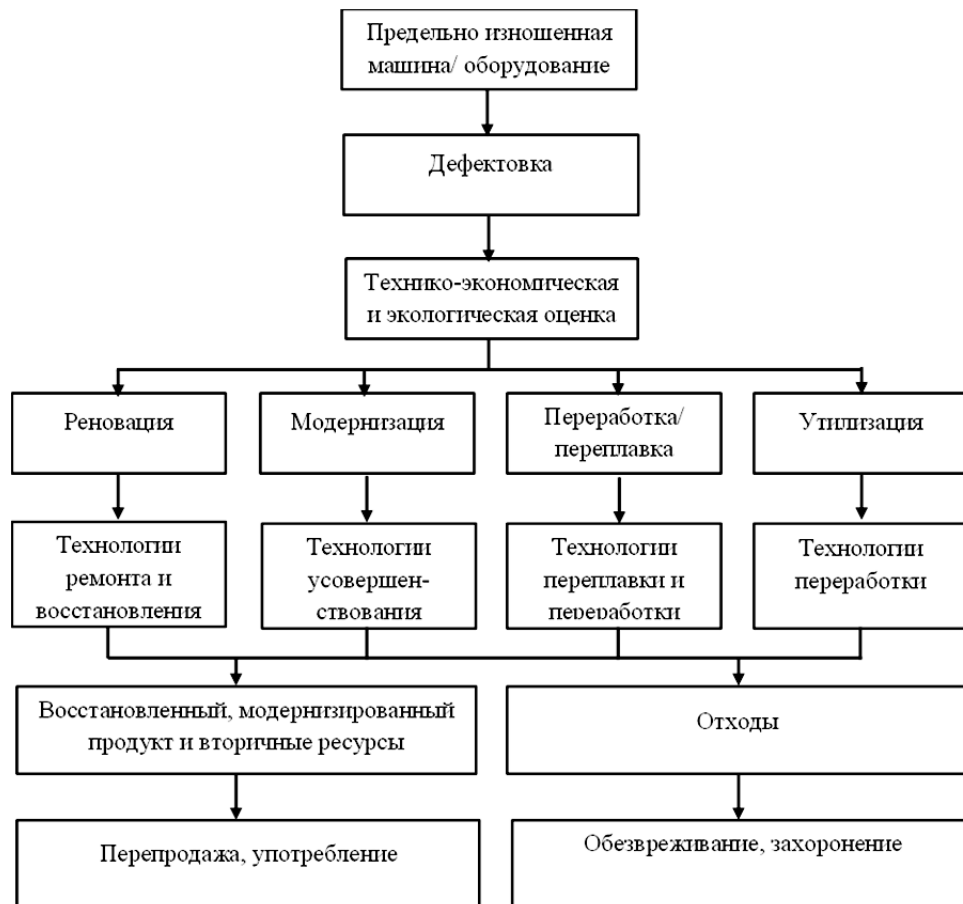 Предельно изношенная
машина/ оборудование
Дефектовка
Технико-экономическая
и экологическая оценка
Реновация
Модернизация
Переработка/
переплавка
Утилизация
Технологии
ремонта и
восстановления
Технологии
усовершен-
ствования
Технологии
переплавки и
переработки
Технологии
переработки
Восстановленный, модернизированный
продукт и вторичные ресурсы
Отходы
Перепродажа, употребление
Обезвреживание, захоронение